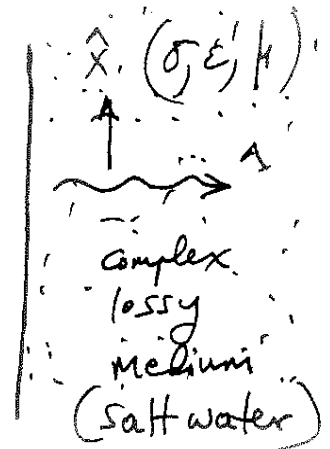 x̂ (σ, ε', μ)
complex
lossy
medium
(salt water)